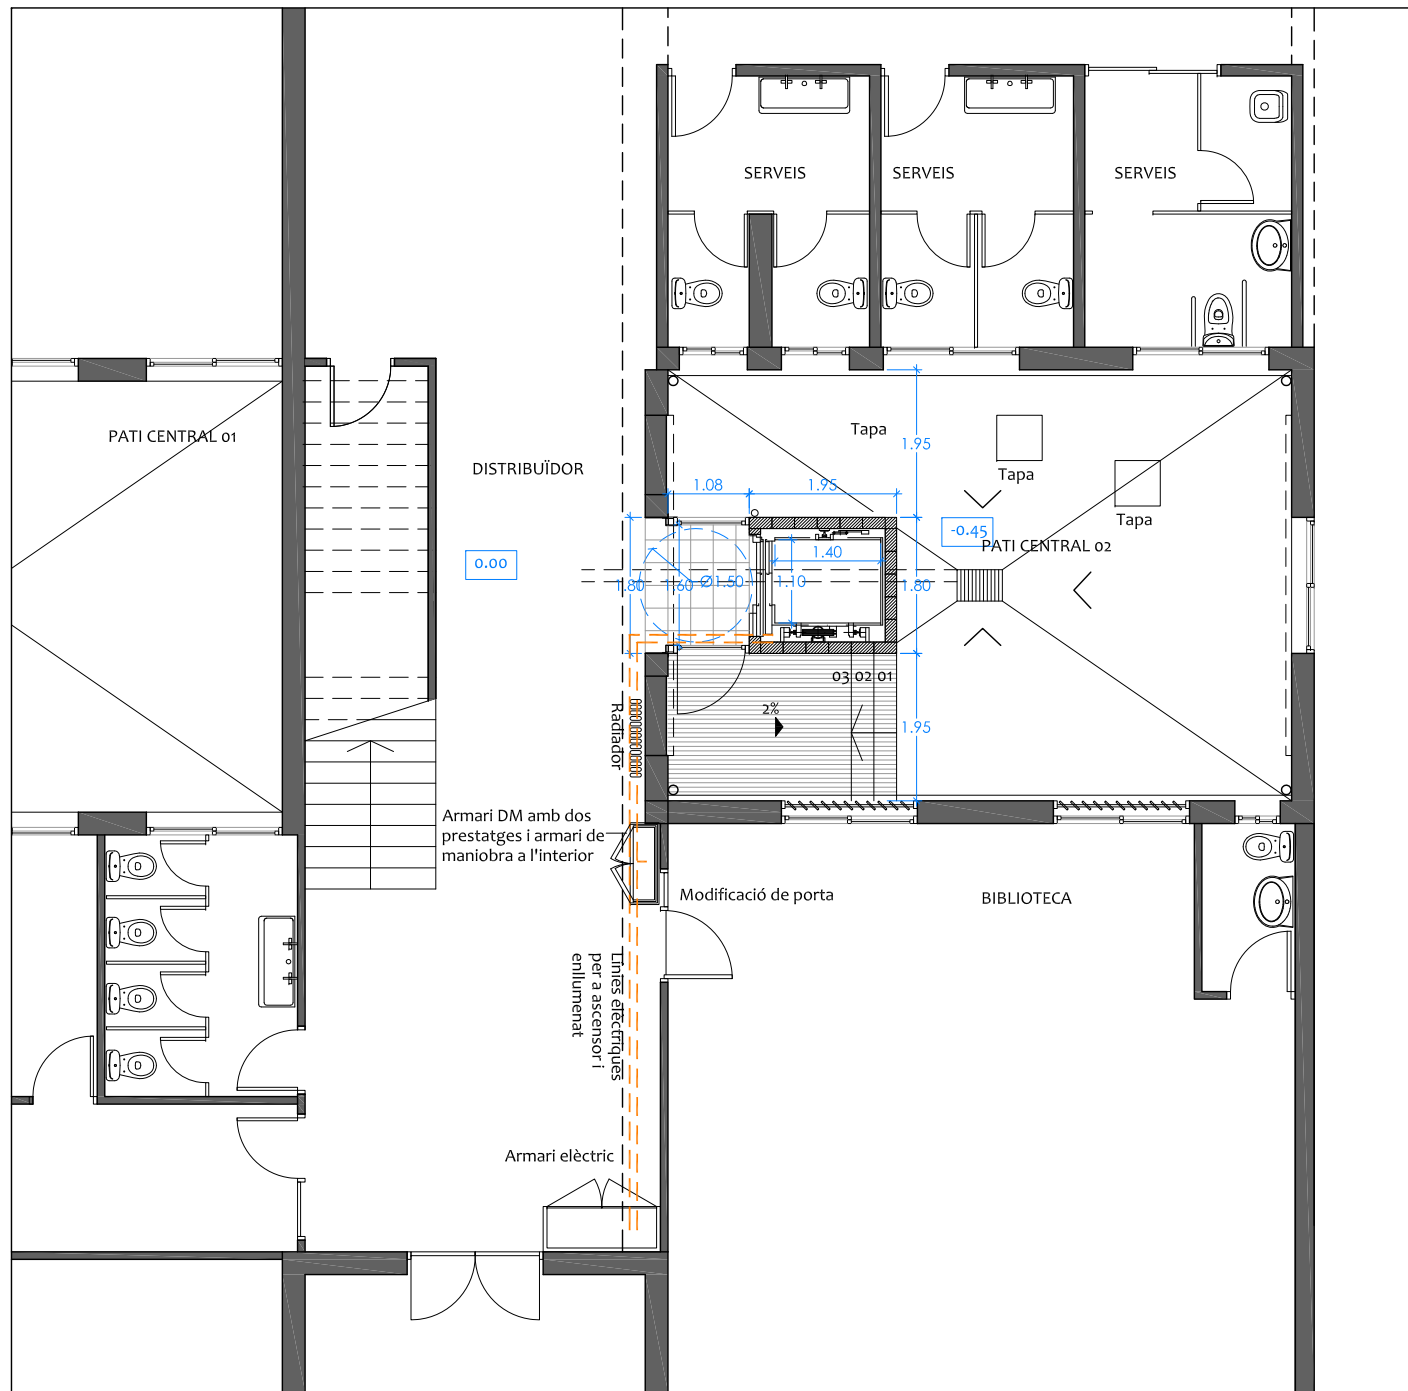 SERVEIS
SERVEIS
SERVEIS
PATI CENTRAL 01
DISTRIBUÏDOR
Tapa
1.95
Tapa
Tapa
1.08
1.95
-0.45
PATI CENTRAL 02
0.00
1.40
1.80
1.60
Ø1.50
1.10
1.80
03 02 01
2%
1.95
Radiador
Armari DM amb dos
prestatges i armari de
maniobra a l'interior
Modificació de porta
BIBLIOTECA
Línies elèctriques
per a ascensor i
enllumenat
Armari elèctric